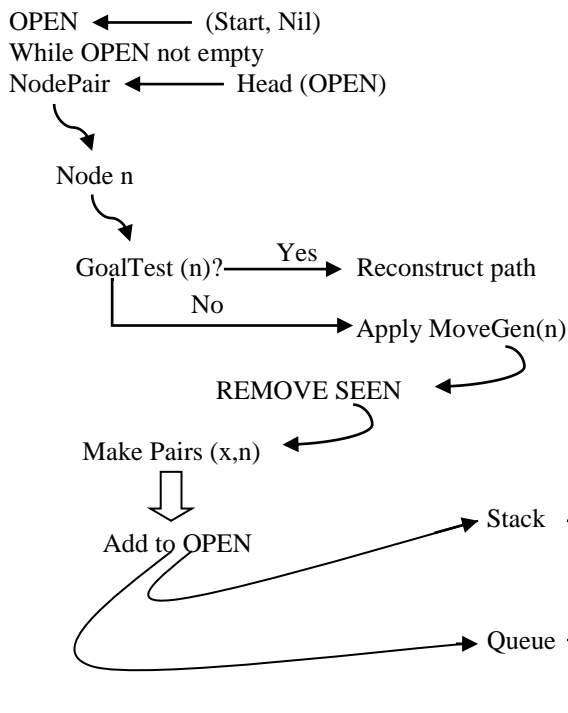 OPEN (Start, Nil)
While OPEN not empty
NodePair Head (OPEN)
Node n
GoalTest (n)? Yes Reconstruct path
No
Apply MoveGen(n)
REMOVE SEEN
Make Pairs (x,n)
Stack
Add to OPEN
Queue